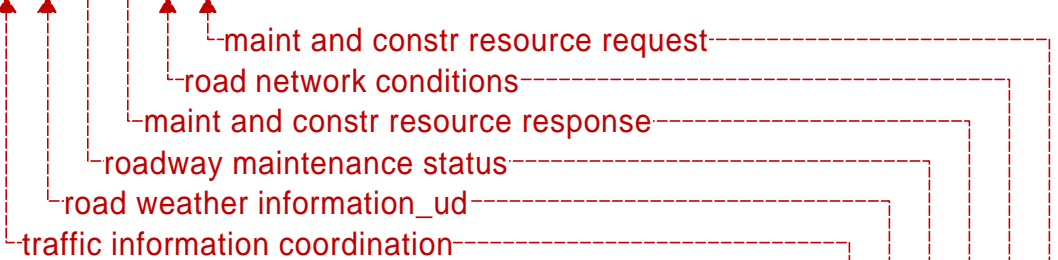 maint and constr resource request
road network conditions
maint and constr resource response
roadway maintenance status
road weather information_ud
traffic information coordination